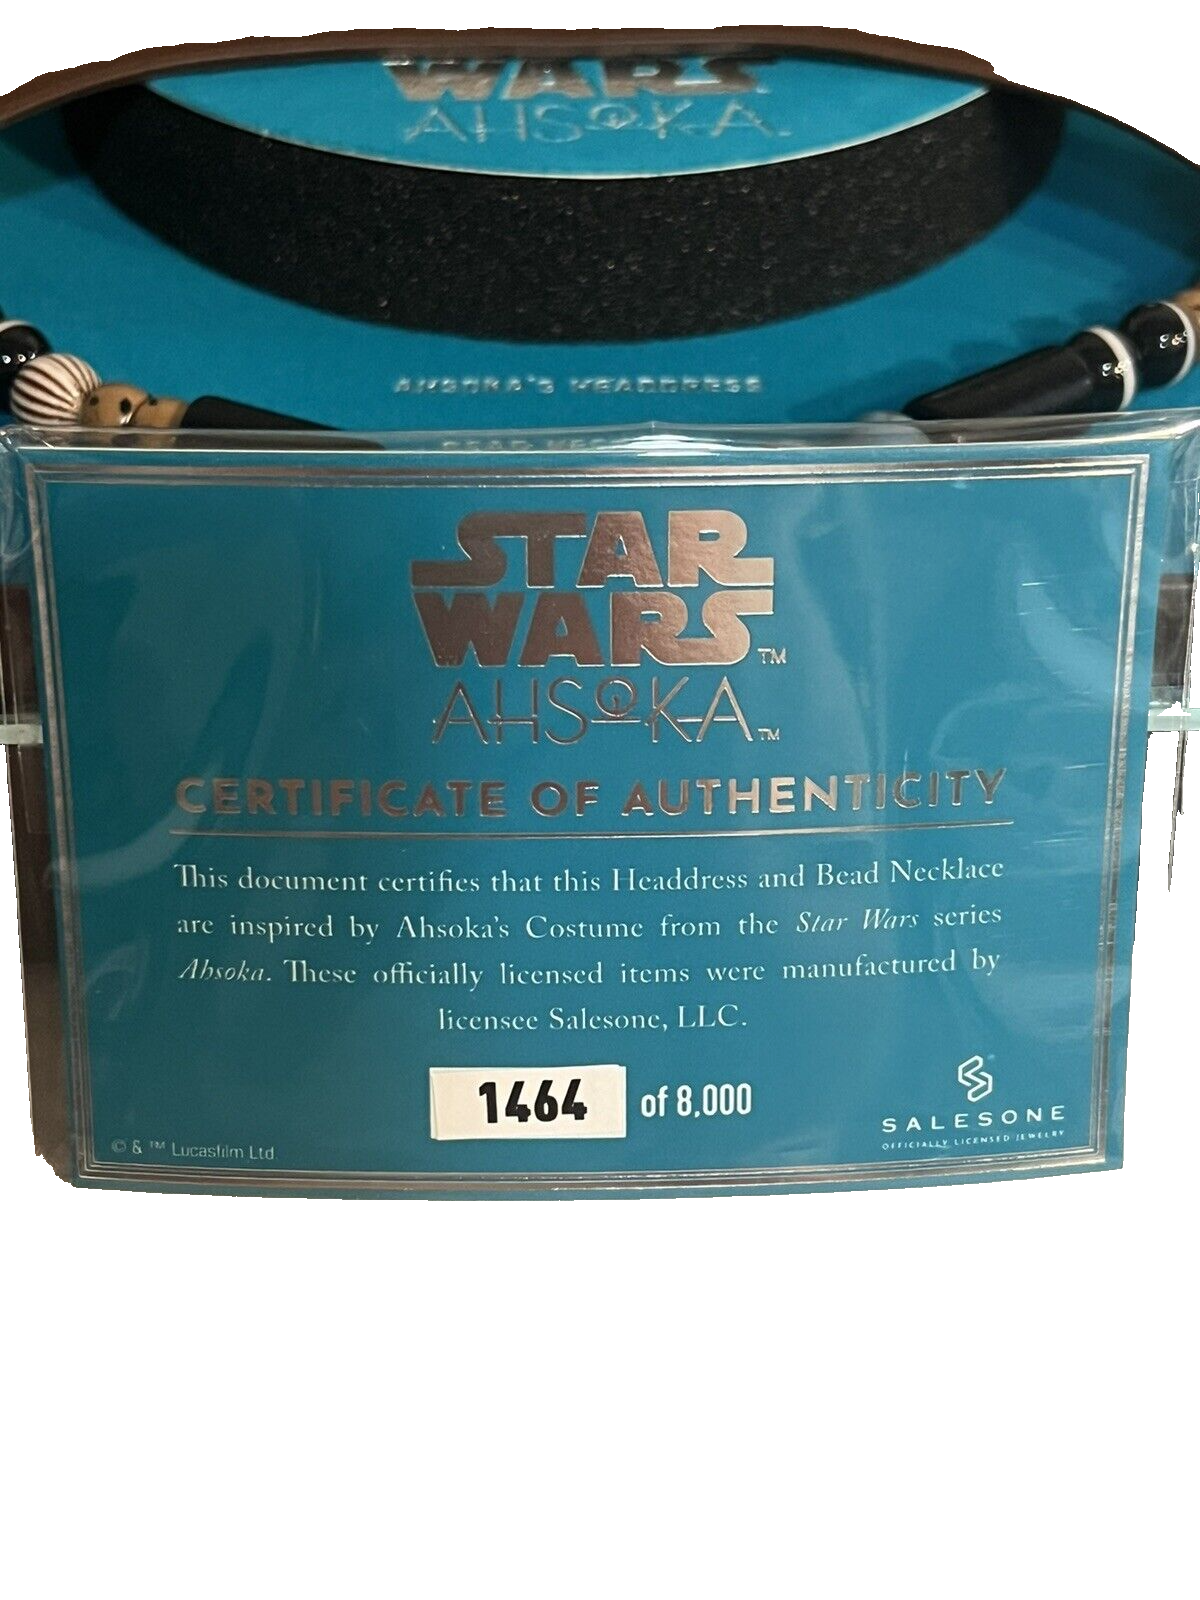 WARS
AHSOKA
AHSOKA'S HEADDRESS
STAR
WARS™
AHSOKA™
CERTIFICATE OF AUTHENTICITY
This document certifies that this Headdress and Bead Necklace
are inspired by Ahsoka's Costume from the Star Wars series
Ahsoka. These officially licensed items were manufactured by
licensee Salesone, LLC.
1464 of 8,000
SALESONE
OFFICIALLY LICENSED JEWELRY
© & ™ Lucasfilm Ltd